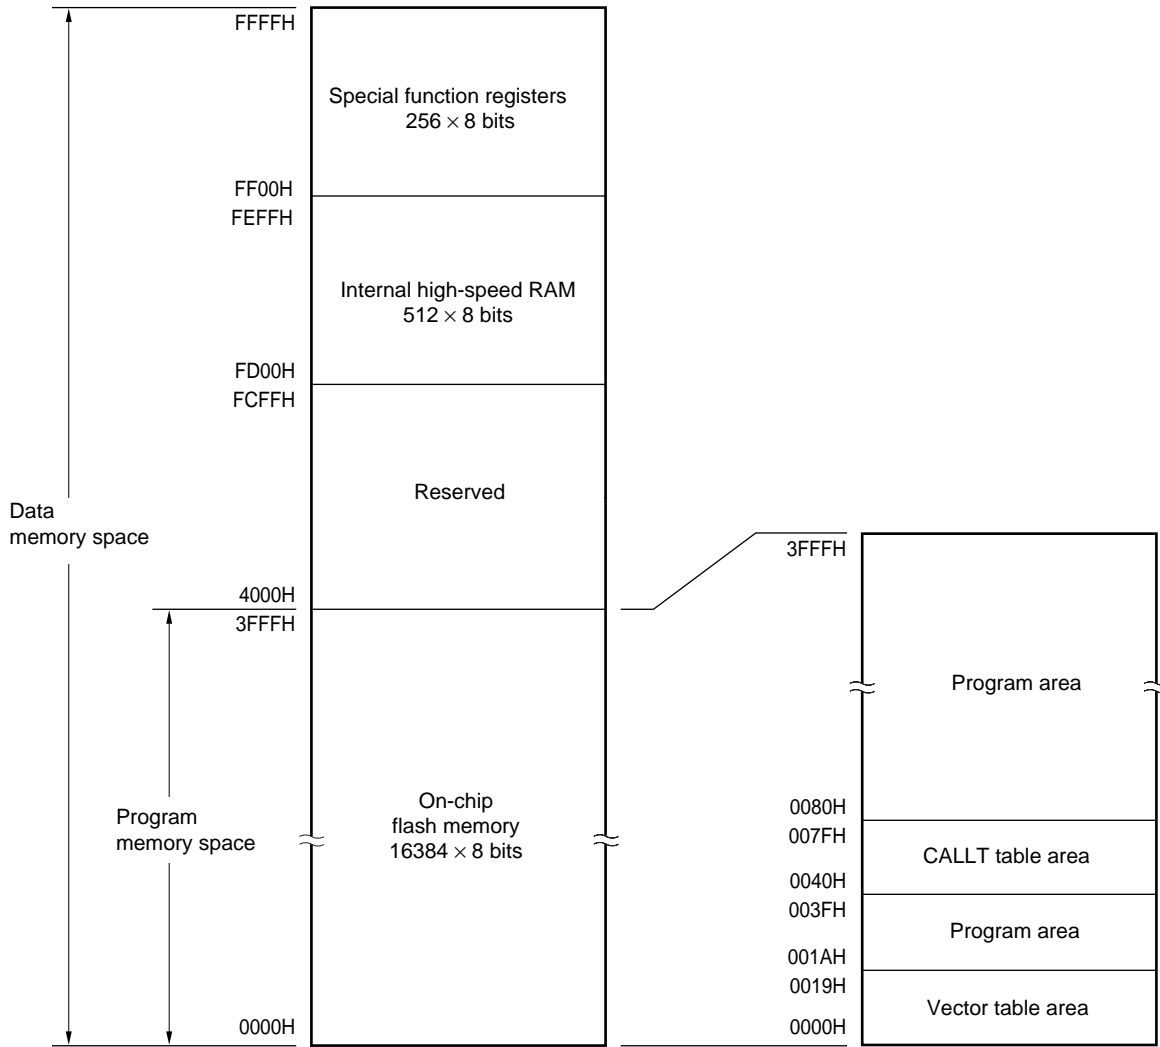 FFFFH
Special function registers
256 × 8 bits
FF00H
FEFFH
Internal high-speed RAM
512 × 8 bits
FD00H
FCFFH
Reserved
Data
memory space
4000H
3FFFH
Program
memory space
On-chip
flash memory
16384 × 8 bits
0000H
3FFFH
Program area
0080H
007FH
CALLT table area
0040H
003FH
Program area
001AH
0019H
Vector table area
0000H